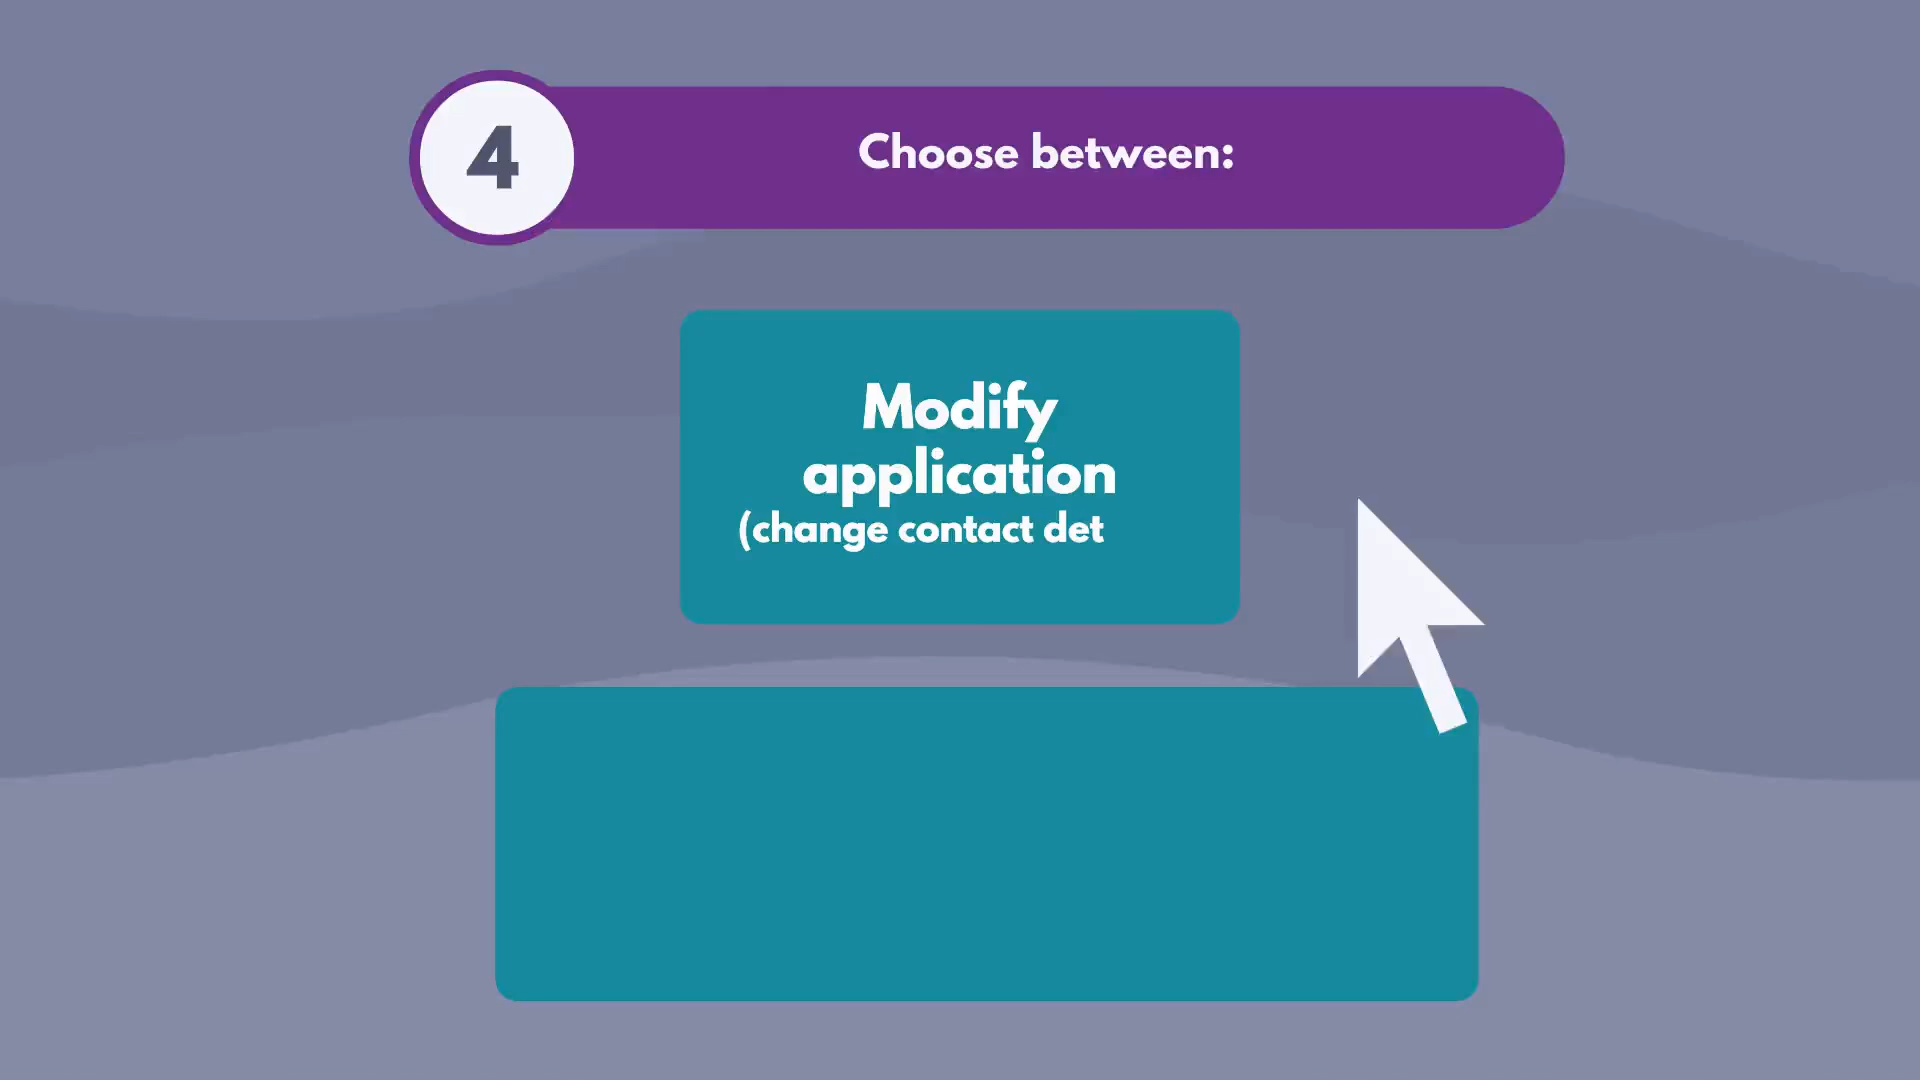 4
Choose between:
Modify
application
(change contact det